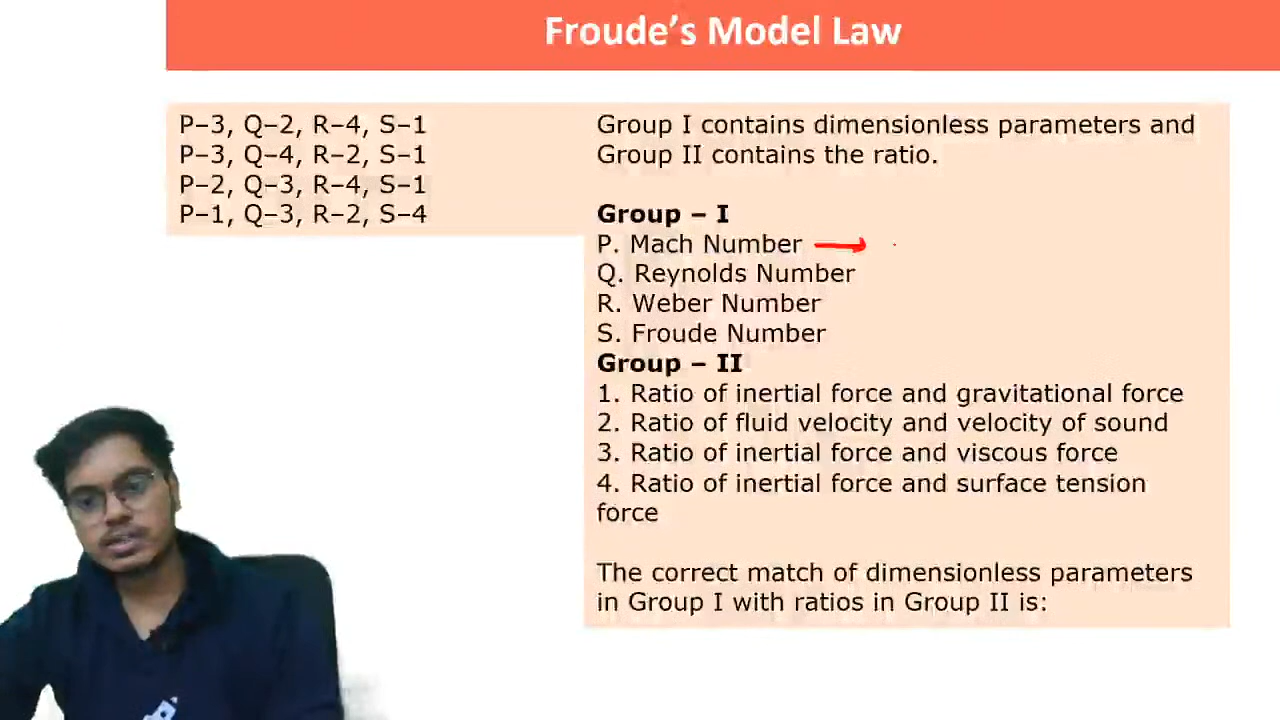 Froude's Model Law
P–3, Q–2, R–4, S–1
P–3, Q–4, R–2, S–1
P–2, Q–3, R–4, S–1
P–1, Q–3, R–2, S–4
Group I contains dimensionless parameters and
Group II contains the ratio.
Group – I
P. Mach Number
Q. Reynolds Number
R. Weber Number
S. Froude Number
Group – II
1. Ratio of inertial force and gravitational force
2. Ratio of fluid velocity and velocity of sound
3. Ratio of inertial force and viscous force
4. Ratio of inertial force and surface tension
force
The correct match of dimensionless parameters
in Group I with ratios in Group II is: